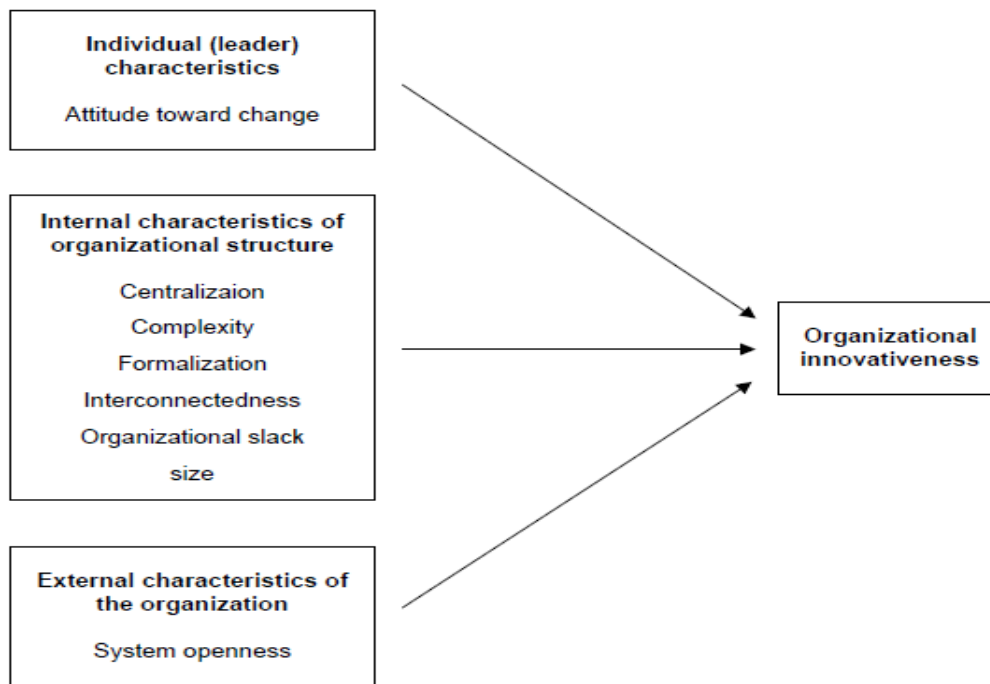 Individual (leader)
characteristics
Attitude toward change
Internal characteristics of
organizational structure
Centralizaion
Complexity
Formalization
Interconnectedness
Organizational slack
size
External characteristics of
the organization
System openness
Organizational
innovativeness